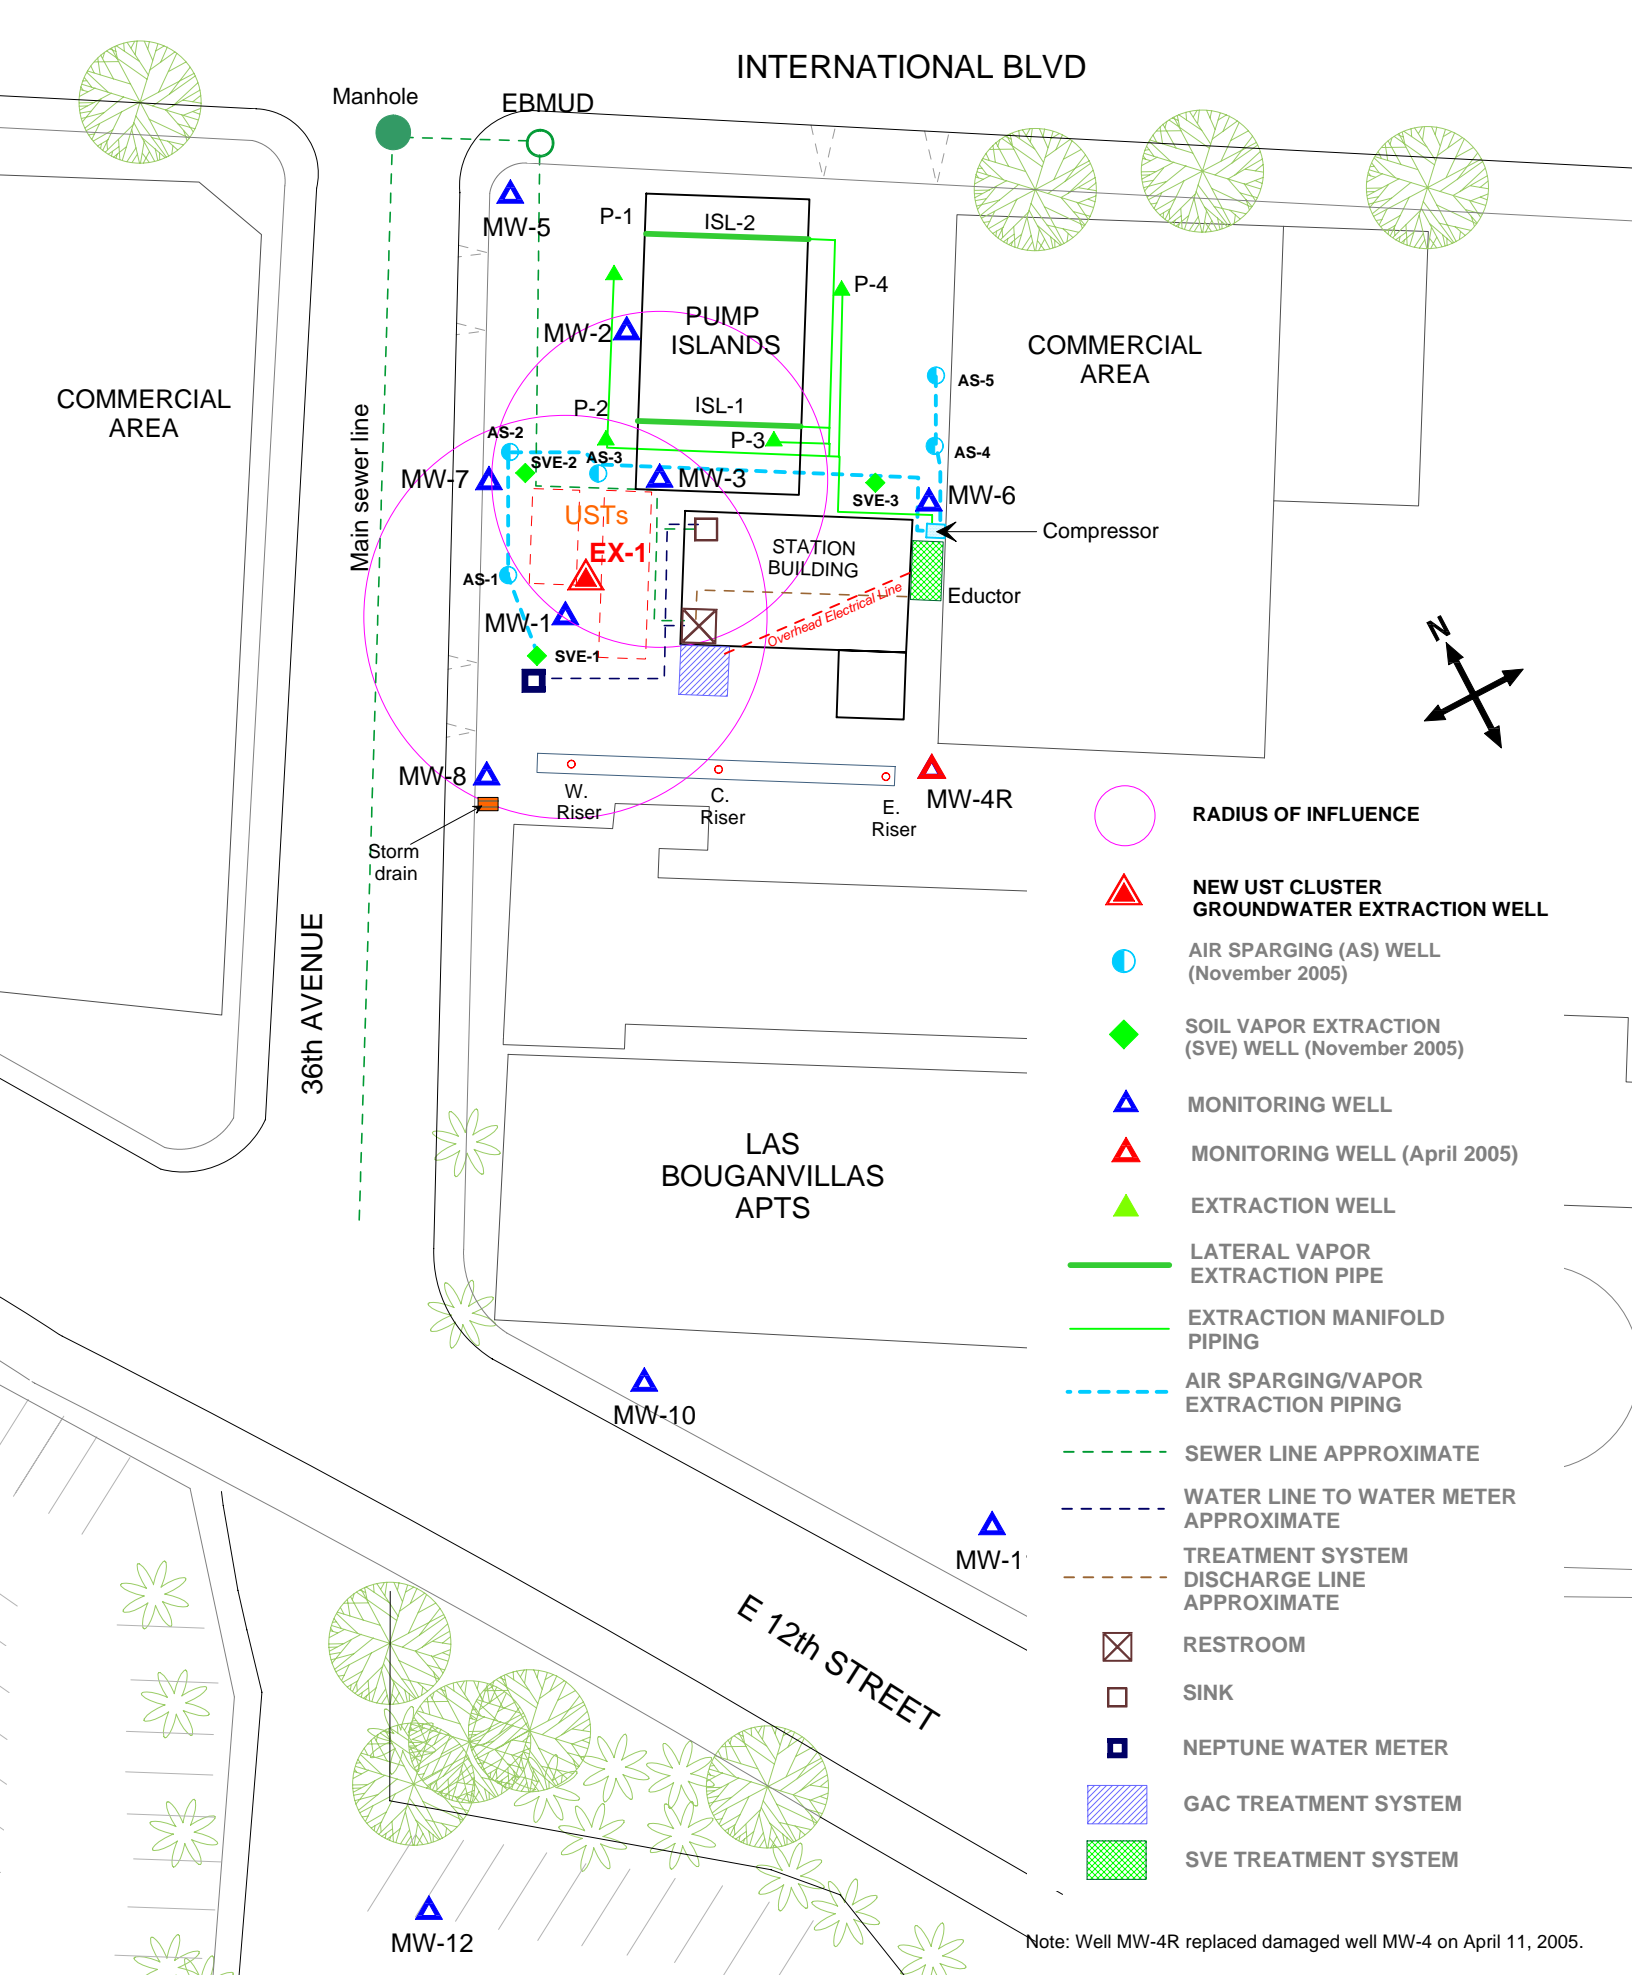 INTERNATIONAL BLVD
Manhole
EBMUD
MW-5
P-1
ISL-2
P-4
PUMP
ISLANDS
MW-2
COMMERCIAL
AREA
COMMERCIAL
AREA
AS-5
ISL-1
P-2
P-3
AS-2
AS-4
SVE-2
AS-3
MW-7
MW-3
SVE-3
MW-6
Main sewer line
USTs
EX-1
STATION
BUILDING
Compressor
AS-1
Eductor
Overhead Electrical Line
MW-1
SVE-1
N
MW-8
W.
Riser
C.
Riser
E.
Riser
MW-4R
Storm
drain
36th AVENUE
LAS
BOUGANVILLAS
APTS
MW-10
MW-1
E 12th STREET
MW-12
RADIUS OF INFLUENCE
NEW UST CLUSTER
GROUNDWATER EXTRACTION WELL
AIR SPARGING (AS) WELL
(November 2005)
SOIL VAPOR EXTRACTION
(SVE) WELL (November 2005)
MONITORING WELL
MONITORING WELL (April 2005)
EXTRACTION WELL
LATERAL VAPOR
EXTRACTION PIPE
EXTRACTION MANIFOLD
PIPING
AIR SPARGING/VAPOR
EXTRACTION PIPING
SEWER LINE APPROXIMATE
WATER LINE TO WATER METER
APPROXIMATE
TREATMENT SYSTEM
DISCHARGE LINE
APPROXIMATE
RESTROOM
SINK
NEPTUNE WATER METER
GAC TREATMENT SYSTEM
SVE TREATMENT SYSTEM
Note: Well MW-4R replaced damaged well MW-4 on April 11, 2005.